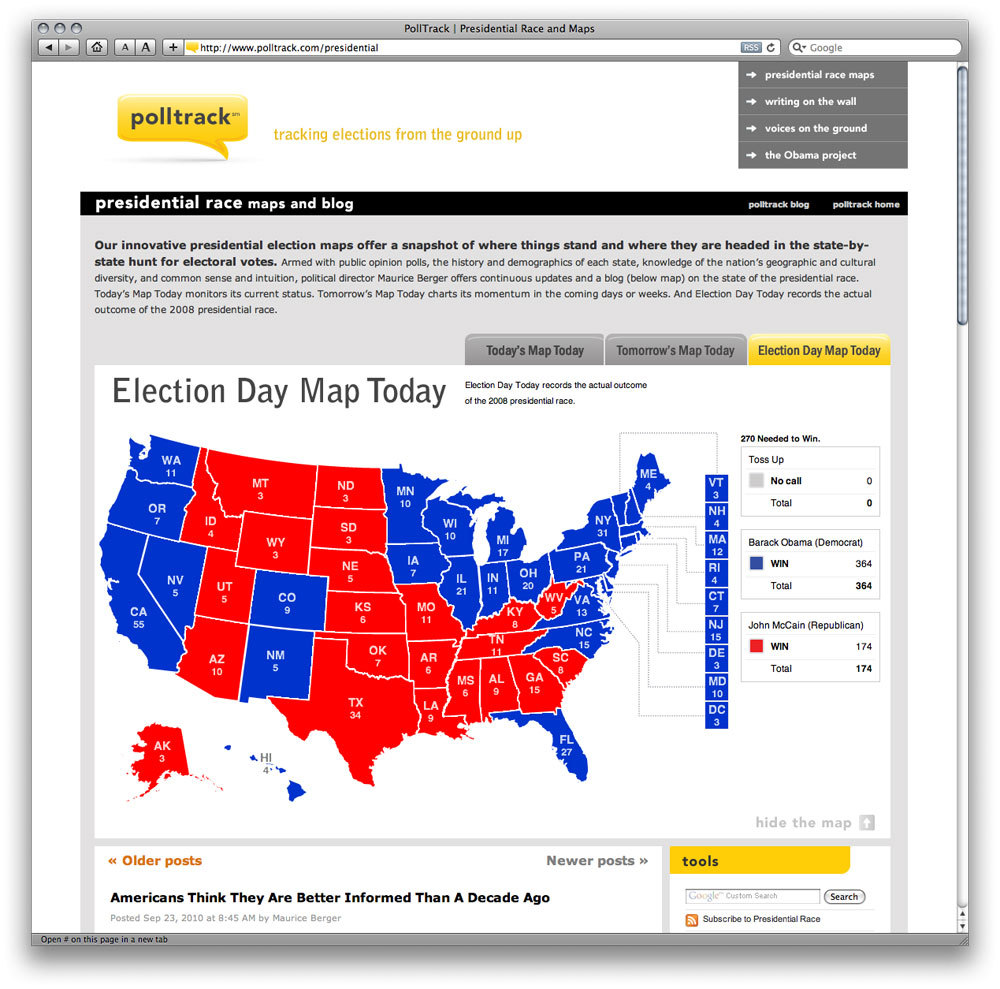 PollTrack | Presidential Race and Maps
A A + http://www.polltrack.com/presidential RSS Google
presidential race maps
writing on the wall
voices on the ground
the Obama project
polltrack℠
tracking elections from the ground up
presidential race maps and blog polltrack blog polltrack home
Our innovative presidential election maps offer a snapshot of where things stand and where they are headed in the state-by-
state hunt for electoral votes. Armed with public opinion polls, the history and demographics of each state, knowledge of the nation's geographic and cultural
diversity, and common sense and intuition, political director Maurice Berger offers continuous updates and a blog (below map) on the state of the presidential race.
Today's Map Today monitors its current status. Tomorrow's Map Today charts its momentum in the coming days or weeks. And Election Day Today records the actual
outcome of the 2008 presidential race.
Today's Map Today Tomorrow's Map Today Election Day Map Today
Election Day Map Today
Election Day Today records the actual outcome
of the 2008 presidential race.
WA
11
OR
7
CA
55
NV
5
ID
4
MT
3
WY
3
UT
5
AZ
10
CO
9
NM
5
ND
3
SD
3
NE
5
KS
6
OK
7
TX
34
MN
10
IA
7
MO
11
AR
6
LA
9
WI
10
IL
21
MI
17
IN
11
OH
20
KY
8
TN
11
MS
6
AL
9
GA
15
FL
27
SC
8
NC
15
VA
13
WV
5
PA
21
NY
31
ME
4
AK
3
HI
4
VT
3
NH
4
MA
12
RI
4
CT
7
NJ
15
DE
3
MD
10
DC
3
270 Needed to Win.
Toss Up
No call 0
Total 0
Barack Obama (Democrat)
WIN 364
Total 364
John McCain (Republican)
WIN 174
Total 174
hide the map
« Older posts Newer posts »
Americans Think They Are Better Informed Than A Decade Ago
Posted Sep 23, 2010 at 8:45 AM by Maurice Berger
tools
Google™ Custom Search Search
Subscribe to Presidential Race
Open # on this page in a new tab